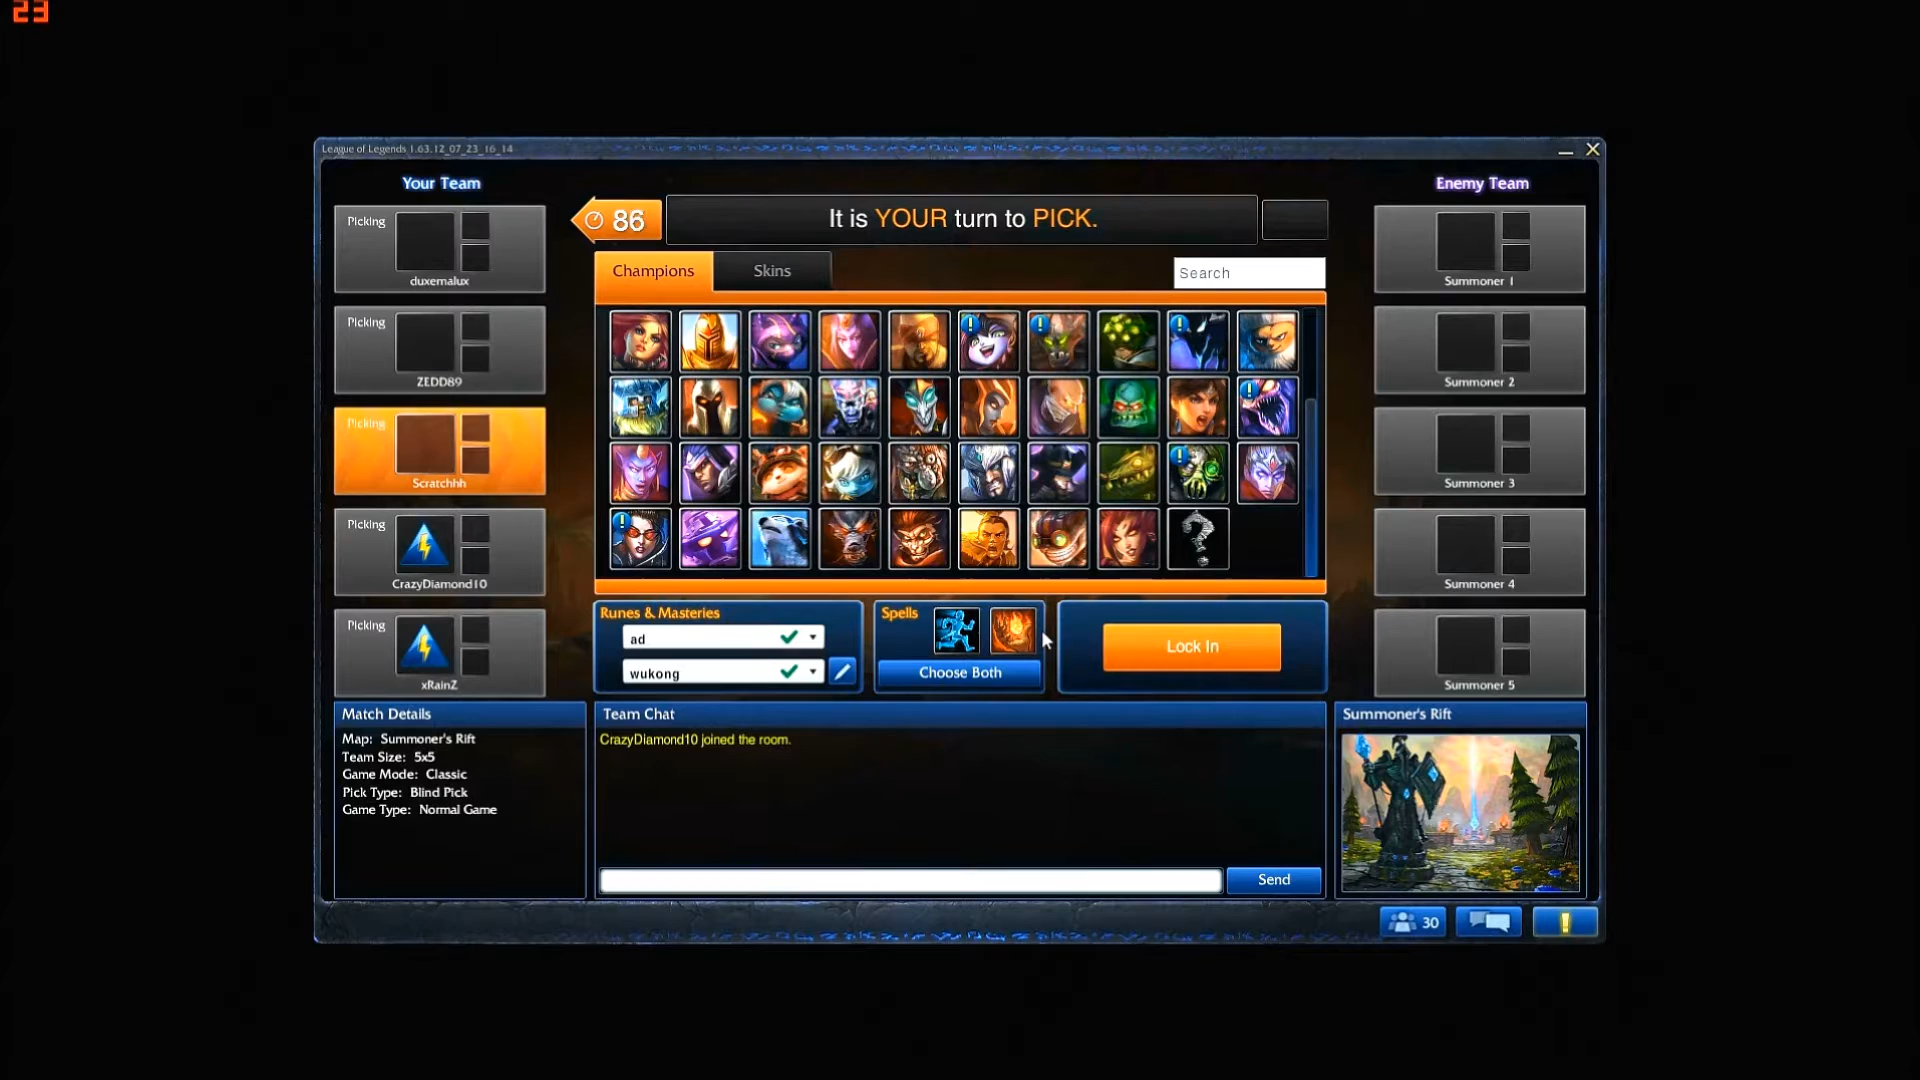 23
League of Legends 1.63.12_07_23_16_14
Your Team
Enemy Team
86
It is YOUR turn to PICK.
Champions
Skins
Search
Picking
duxemalux
Picking
ZEDD89
Picking
Scratchhh
Picking
CrazyDiamond10
Picking
xRainZ
Summoner 1
Summoner 2
Summoner 3
Summoner 4
Summoner 5
Runes & Masteries
ad
wukong
Spells
Choose Both
Lock In
Match Details
Map: Summoner's Rift
Team Size: 5x5
Game Mode: Classic
Pick Type: Blind Pick
Game Type: Normal Game
Team Chat
CrazyDiamond10 joined the room.
Send
Summoner's Rift
30